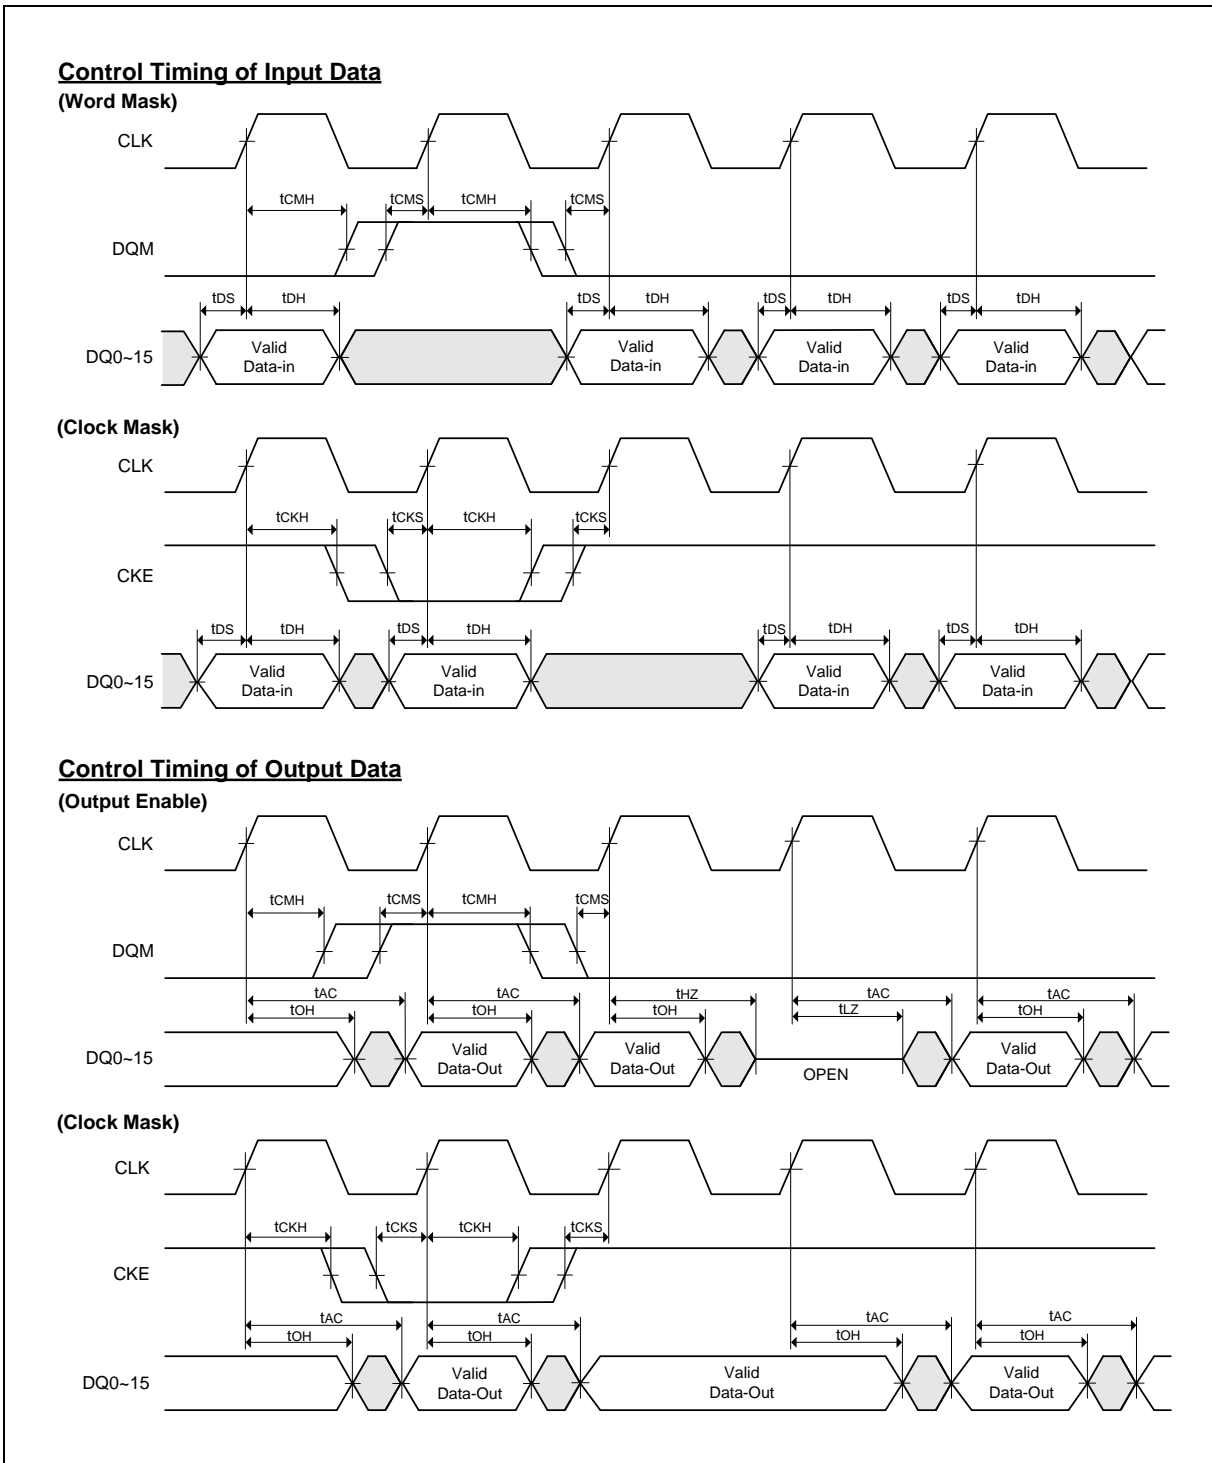 Control Timing of Input Data
(Word Mask)
CLK
tCMH tCMS tCMH tCMS
DQM
tDS tDH tDS tDH tDS tDH tDS tDH
DQ0~15
Valid Data-in
Valid Data-in
Valid Data-in
Valid Data-in
(Clock Mask)
CLK
tCKH tCKS tCKH tCKS
CKE
tDS tDH tDS tDH tDS tDH tDS tDH
DQ0~15
Valid Data-in
Valid Data-in
Valid Data-in
Valid Data-in
Control Timing of Output Data
(Output Enable)
CLK
tCMH tCMS tCMH tCMS
DQM
tAC tAC tHZ tAC tAC
tOH tOH tOH tLZ tOH
DQ0~15
Valid Data-Out
Valid Data-Out
OPEN
Valid Data-Out
(Clock Mask)
CLK
tCKH tCKS tCKH tCKS
CKE
tAC tAC tAC tAC
tOH tOH tOH tOH
DQ0~15
Valid Data-Out
Valid Data-Out
Valid Data-Out